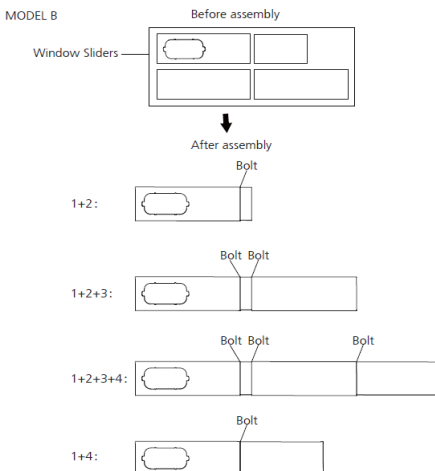 MODEL B
Before assembly
Window Sliders
After assembly
Bolt
1+2:
Bolt Bolt
1+2+3:
Bolt Bolt Bolt
1+2+3+4:
Bolt
1+4: